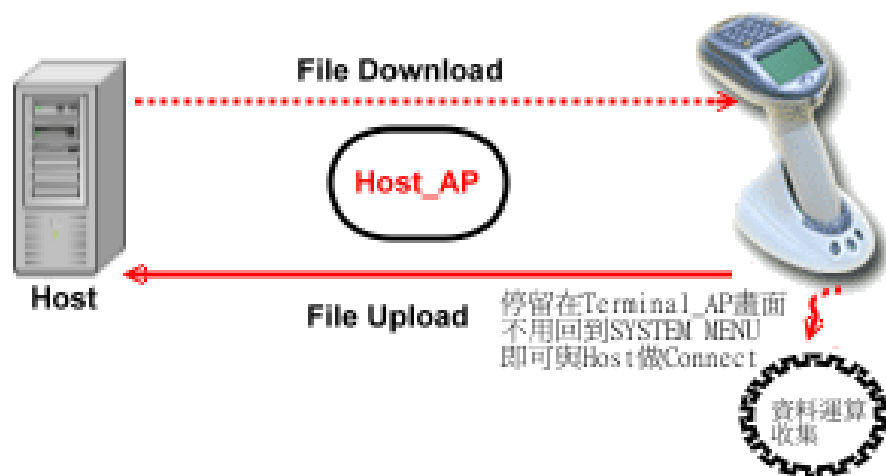 File Download
Host_AP
Host
File Upload
停留在Terminal_AP畫面
不用回到SYSTEM MENU
即可與Host做Connect
資料運算
收集